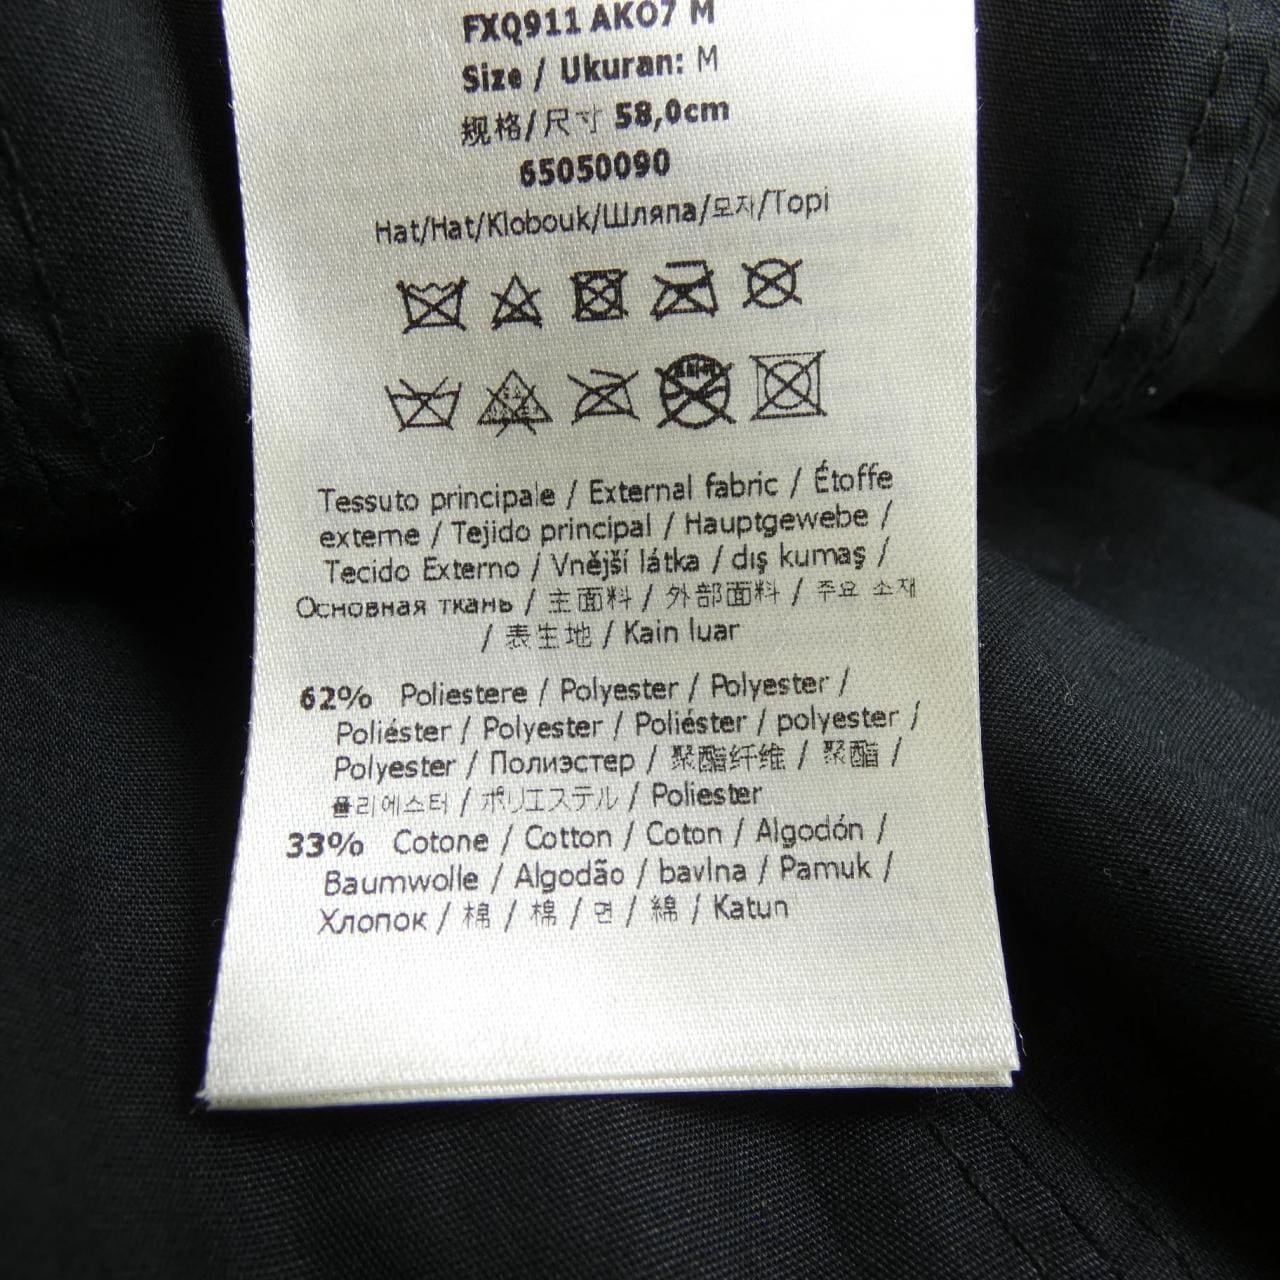 FXQ911 AKO7 M
Size / Ukuran: M
规格/尺寸 58,0cm
65050090
Hat/Hat/Klobouk/Шляпа/모자/Topi
Tessuto principale / External fabric / Étoffe
externe / Tejido principal / Hauptgewebe /
Tecido Externo / Vnější látka / dış kumaş /
Основная ткань / 主面料 / 外部面料 / 주요 소재
/ 表生地 / Kain luar
62% Poliestere / Polyester / Polyester /
Poliéster / Polyester / Poliéster / polyester /
Polyester / Полиэстер / 聚酯纤维 / 聚酯 /
폴리에스터 / ポリエステル / Poliester
33% Cotone / Cotton / Coton / Algodón /
Baumwolle / Algodão / bavlna / Pamuk /
Хлопок / 棉 / 棉 / 면 / 綿 / Katun